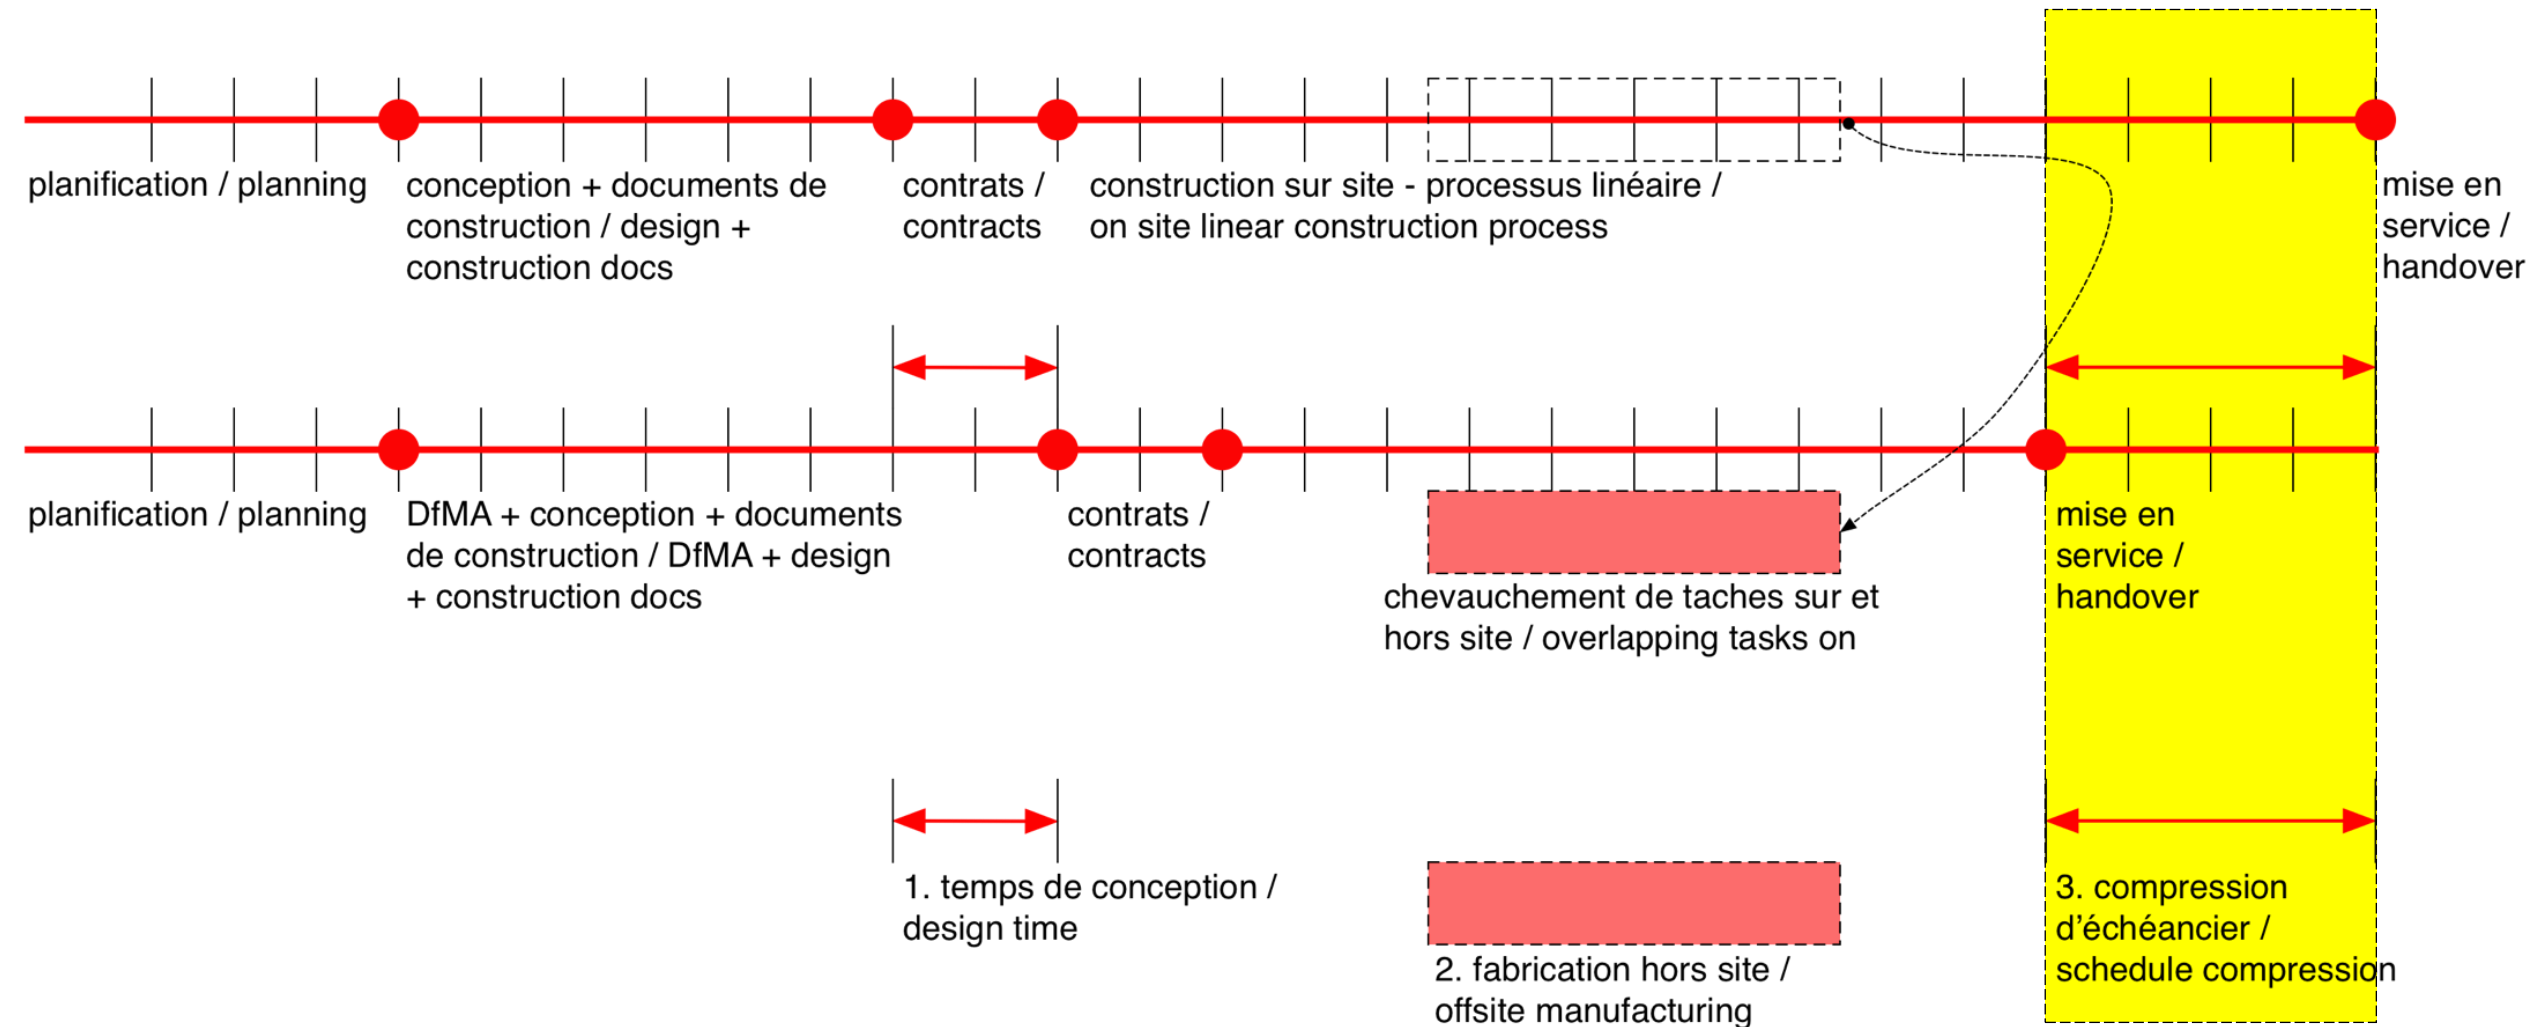 planification / planning
conception + documents de
construction / design +
construction docs
contrats /
contracts
construction sur site - processus linéaire /
on site linear construction process
mise en
service /
handover
planification / planning
DfMA + conception + documents
de construction / DfMA + design
+ construction docs
contrats /
contracts
chevauchement de taches sur et
hors site / overlapping tasks on
mise en
service /
handover
1. temps de conception /
design time
2. fabrication hors site /
offsite manufacturing
3. compression
d’échéancier /
schedule compression